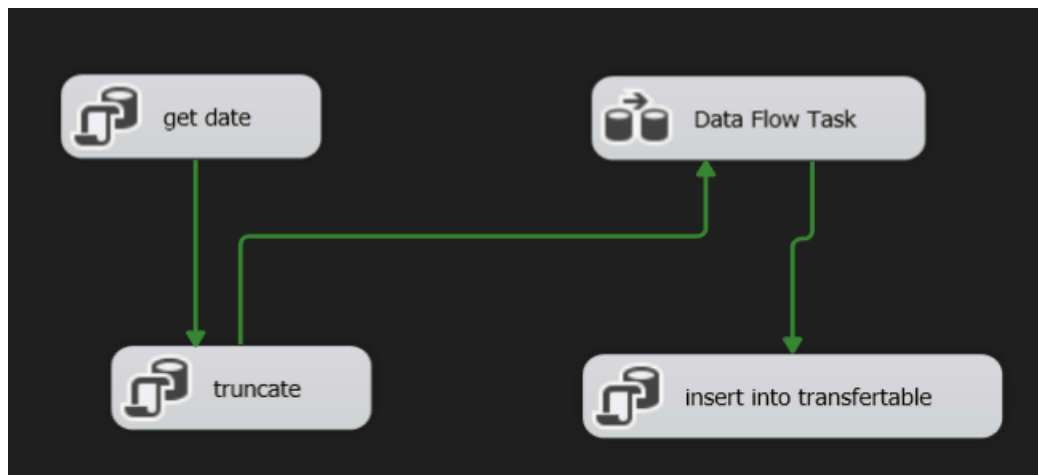 get date
Data Flow Task
truncate
insert into transfertable